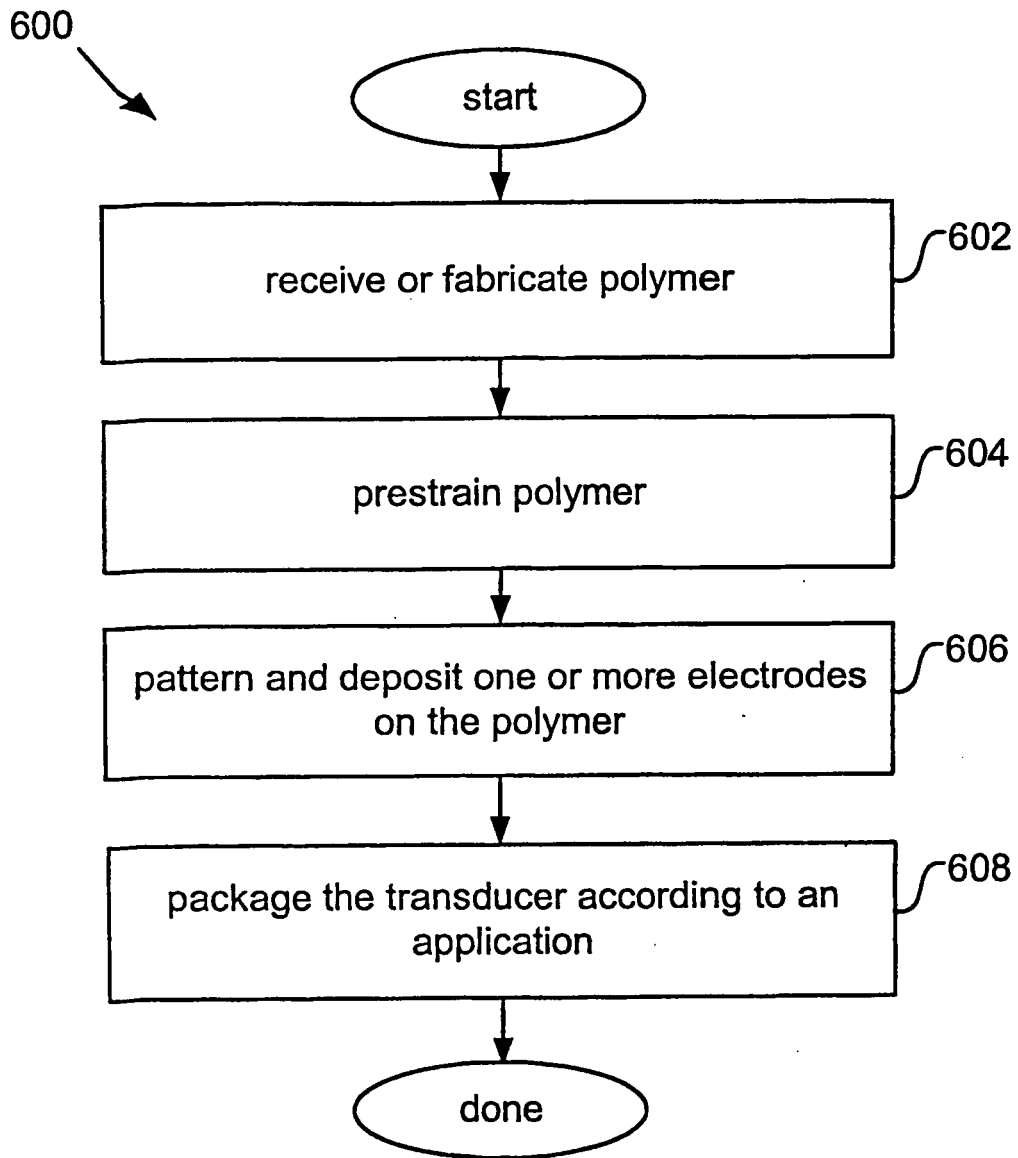 600
start
receive or fabricate polymer
602
prestrain polymer
604
pattern and deposit one or more electrodes
on the polymer
606
package the transducer according to an
application
608
done